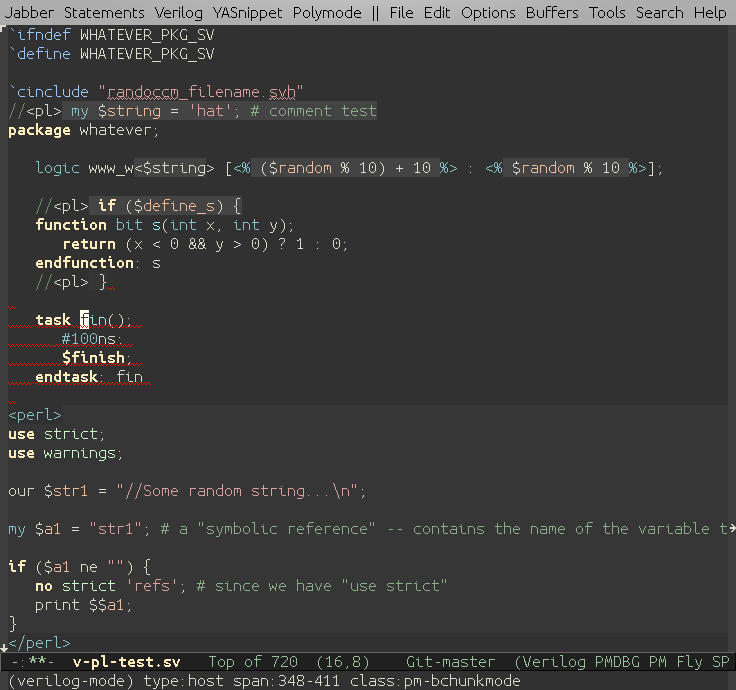 Jabber Statements Verilog YASnippet Polymode || File Edit Options Buffers Tools Search Help
`ifndef WHATEVER_PKG_SV
`define WHATEVER_PKG_SV
`cinclude "randoccm_filename.svh"
//<pl> my $string = 'hat'; # comment test
package whatever;
logic www_w<$string> [<% ($random % 10) + 10 %> : <% $random % 10 %>];
//<pl> if ($define_s) {
function bit s(int x, int y);
return (x < 0 && y > 0) ? 1 : 0;
endfunction: s
//<pl> }
task fin();
#100ns;
$finish;
endtask: fin
<perl>
use strict;
use warnings;
our $str1 = "//Some random string...\n";
my $a1 = "str1"; # a "symbolic reference" -- contains the name of the variable t
if ($a1 ne "") {
no strict 'refs'; # since we have "use strict"
print $$a1;
}
</perl>
-:**- v-pl-test.sv Top of 720 (16,8) Git-master (Verilog PMDBG PM Fly SP
(verilog-mode) type:host span:348-411 class:pm-bchunkmode